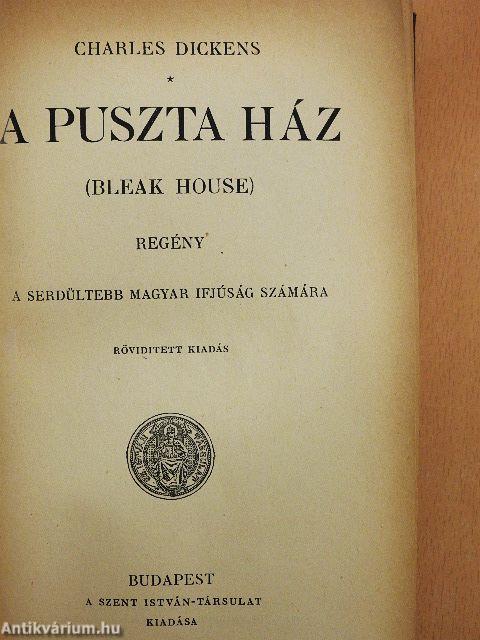 CHARLES DICKENS
*
A PUSZTA HÁZ
(BLEAK HOUSE)
REGÉNY
A SERDÜLTEBB MAGYAR IFJÚSÁG SZÁMÁRA
RÖVIDITETT KIADÁS
BUDAPEST
A SZENT ISTVÁN-TÁRSULAT
KIADÁSA
Antikvárium.hu